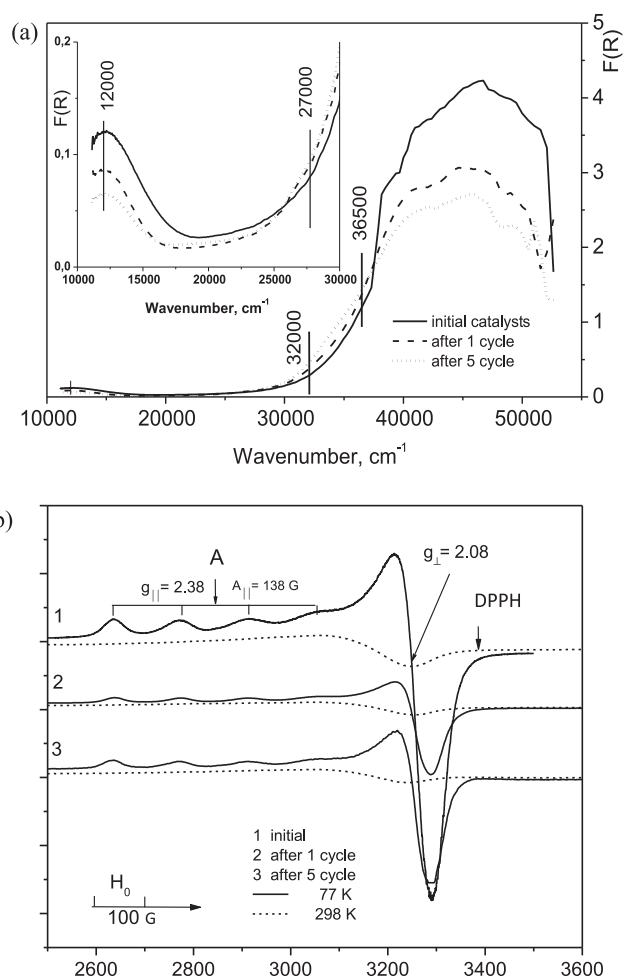 (a)
0,2
0,1
0,0
F(R)
12000
27000
10000 15000 20000 25000 30000
Wavenumber, cm-1
32000
36500
initial catalysts
after 1 cycle
after 5 cycle
5
4
3
2
1
0
F(R)
10000 20000 30000 40000 50000
Wavenumber, cm-1
b)
A
g||= 2.38 A||= 138 G
g⊥= 2.08
DPPH
1
2
3
1 initial
2 after 1 cycle
3 after 5 cycle
77 K
298 K
H0
100 G
2600 2800 3000 3200 3400 3600